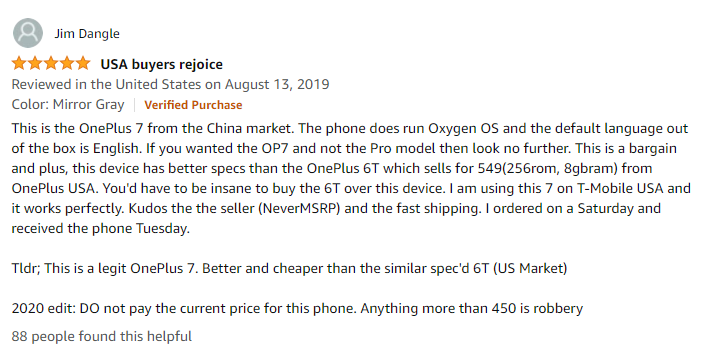 Jim Dangle
USA buyers rejoice
Reviewed in the United States on August 13, 2019
Color: Mirror Gray | Verified Purchase
This is the OnePlus 7 from the China market. The phone does run Oxygen OS and the default language out
of the box is English. If you wanted the OP7 and not the Pro model then look no further. This is a bargain
and plus, this device has better specs than the OnePlus 6T which sells for 549(256rom, 8gbram) from
OnePlus USA. You'd have to be insane to buy the 6T over this device. I am using this 7 on T-Mobile USA and
it works perfectly. Kudos the the seller (NeverMSRP) and the fast shipping. I ordered on a Saturday and
received the phone Tuesday.
Tldr; This is a legit OnePlus 7. Better and cheaper than the similar spec'd 6T (US Market)
2020 edit: DO not pay the current price for this phone. Anything more than 450 is robbery
88 people found this helpful